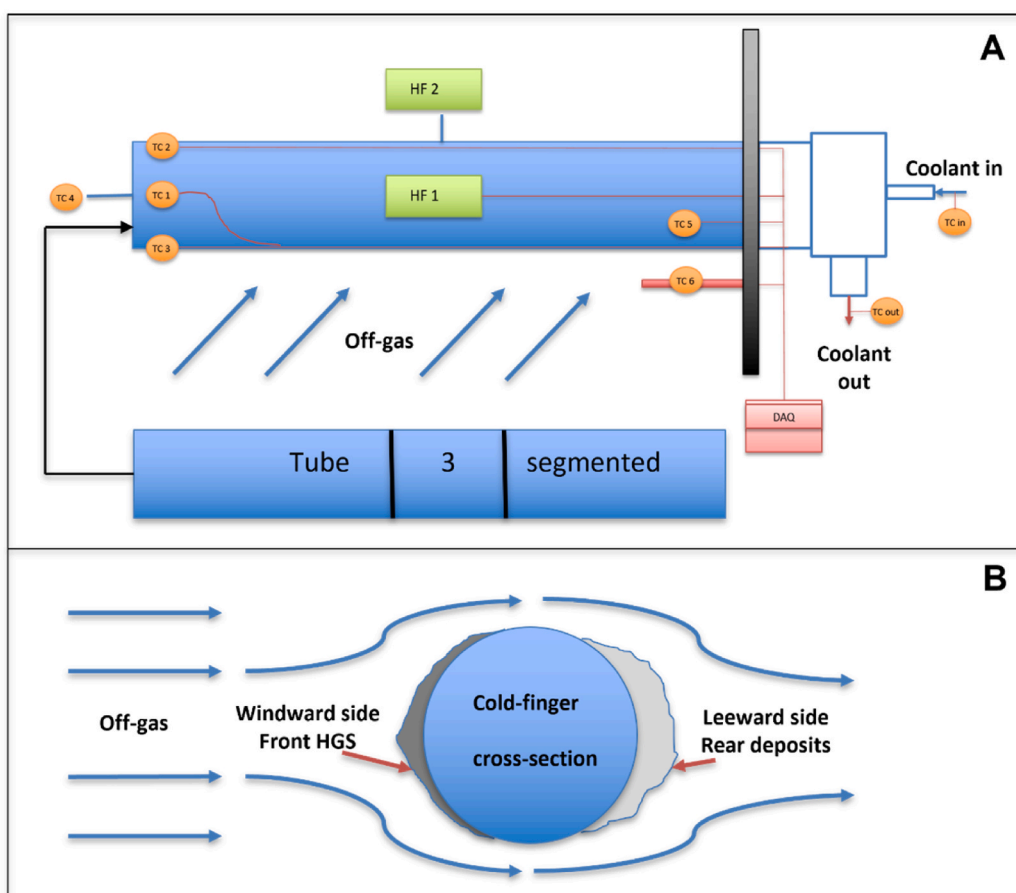 A
HF 2
TC 2
TC 4
TC 1
HF 1
Coolant in
TC 5
TC in
TC 3
TC 6
TC out
Off-gas
Coolant
out
DAQ
Tube 3 segmented
B
Off-gas
Windward side
Front HGS
Cold-finger
cross-section
Leeward side
Rear deposits